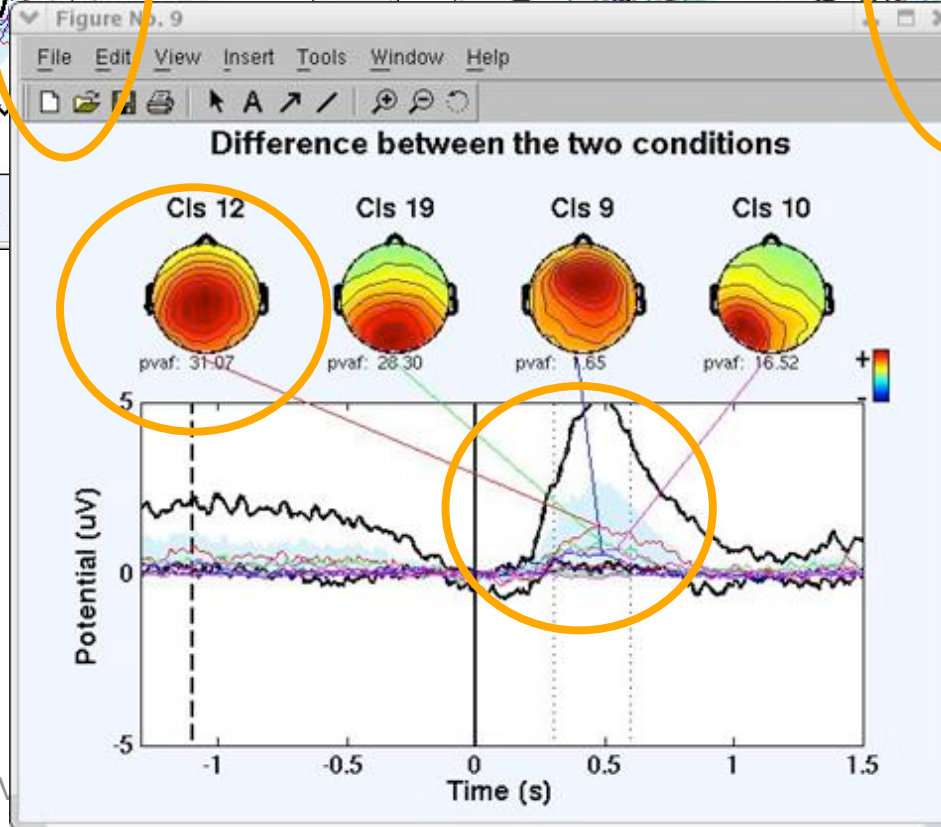 Figure No. 9
File Edit View Insert Tools Window Help
Difference between the two conditions
Cls 12 Cls 19 Cls 9 Cls 10
pvaf: 31.07 pvaf: 28.30 pvaf: .65 pvaf: 16.52
+
-
5
0
-5
Potential (uV)
-1 -0.5 0 0.5 1 1.5
Time (s)